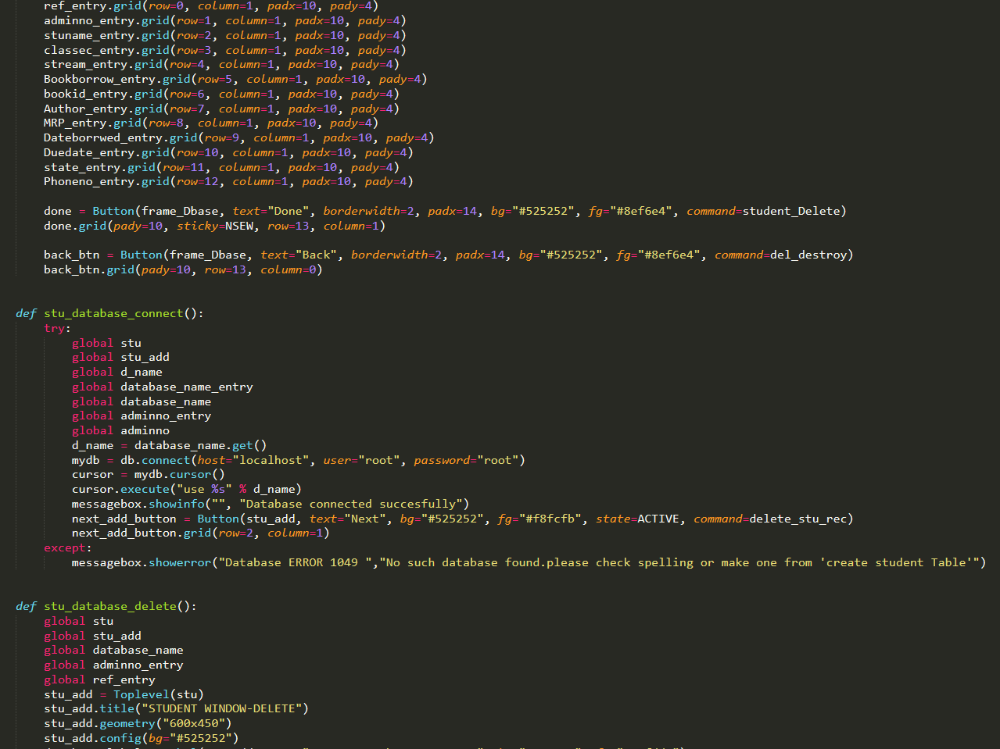 ref_entry.grid(row=0, column=1, padx=10, pady=4)
adminno_entry.grid(row=1, column=1, padx=10, pady=4)
stuname_entry.grid(row=2, column=1, padx=10, pady=4)
classec_entry.grid(row=3, column=1, padx=10, pady=4)
stream_entry.grid(row=4, column=1, padx=10, pady=4)
Bookborrow_entry.grid(row=5, column=1, padx=10, pady=4)
bookid_entry.grid(row=6, column=1, padx=10, pady=4)
Author_entry.grid(row=7, column=1, padx=10, pady=4)
MRP_entry.grid(row=8, column=1, padx=10, pady=4)
Dateborrwed_entry.grid(row=9, column=1, padx=10, pady=4)
Duedate_entry.grid(row=10, column=1, padx=10, pady=4)
state_entry.grid(row=11, column=1, padx=10, pady=4)
Phoneno_entry.grid(row=12, column=1, padx=10, pady=4)
done = Button(frame_Dbase, text="Done", borderwidth=2, padx=14, bg="#525252", fg="#8ef6e4", command=student_Delete)
done.grid(pady=10, sticky=NSEW, row=13, column=1)
back_btn = Button(frame_Dbase, text="Back", borderwidth=2, padx=14, bg="#525252", fg="#8ef6e4", command=del_destroy)
back_btn.grid(pady=10, row=13, column=0)
def stu_database_connect():
try:
global stu
global stu_add
global d_name
global database_name_entry
global database_name
global adminno_entry
global adminno
d_name = database_name.get()
mydb = db.connect(host="localhost", user="root", password="root")
cursor = mydb.cursor()
cursor.execute("use %s" % d_name)
messagebox.showinfo("", "Database connected succesfully")
next_add_button = Button(stu_add, text="Next", bg="#525252", fg="#f8fcfb", state=ACTIVE, command=delete_stu_rec)
next_add_button.grid(row=2, column=1)
except:
messagebox.showerror("Database ERROR 1049 ","No such database found.please check spelling or make one from 'create student Table'")
def stu_database_delete():
global stu
global stu_add
global database_name
global adminno_entry
global ref_entry
stu_add = Toplevel(stu)
stu_add.title("STUDENT WINDOW-DELETE")
stu_add.geometry("600x450")
stu_add.config(bg="#525252")